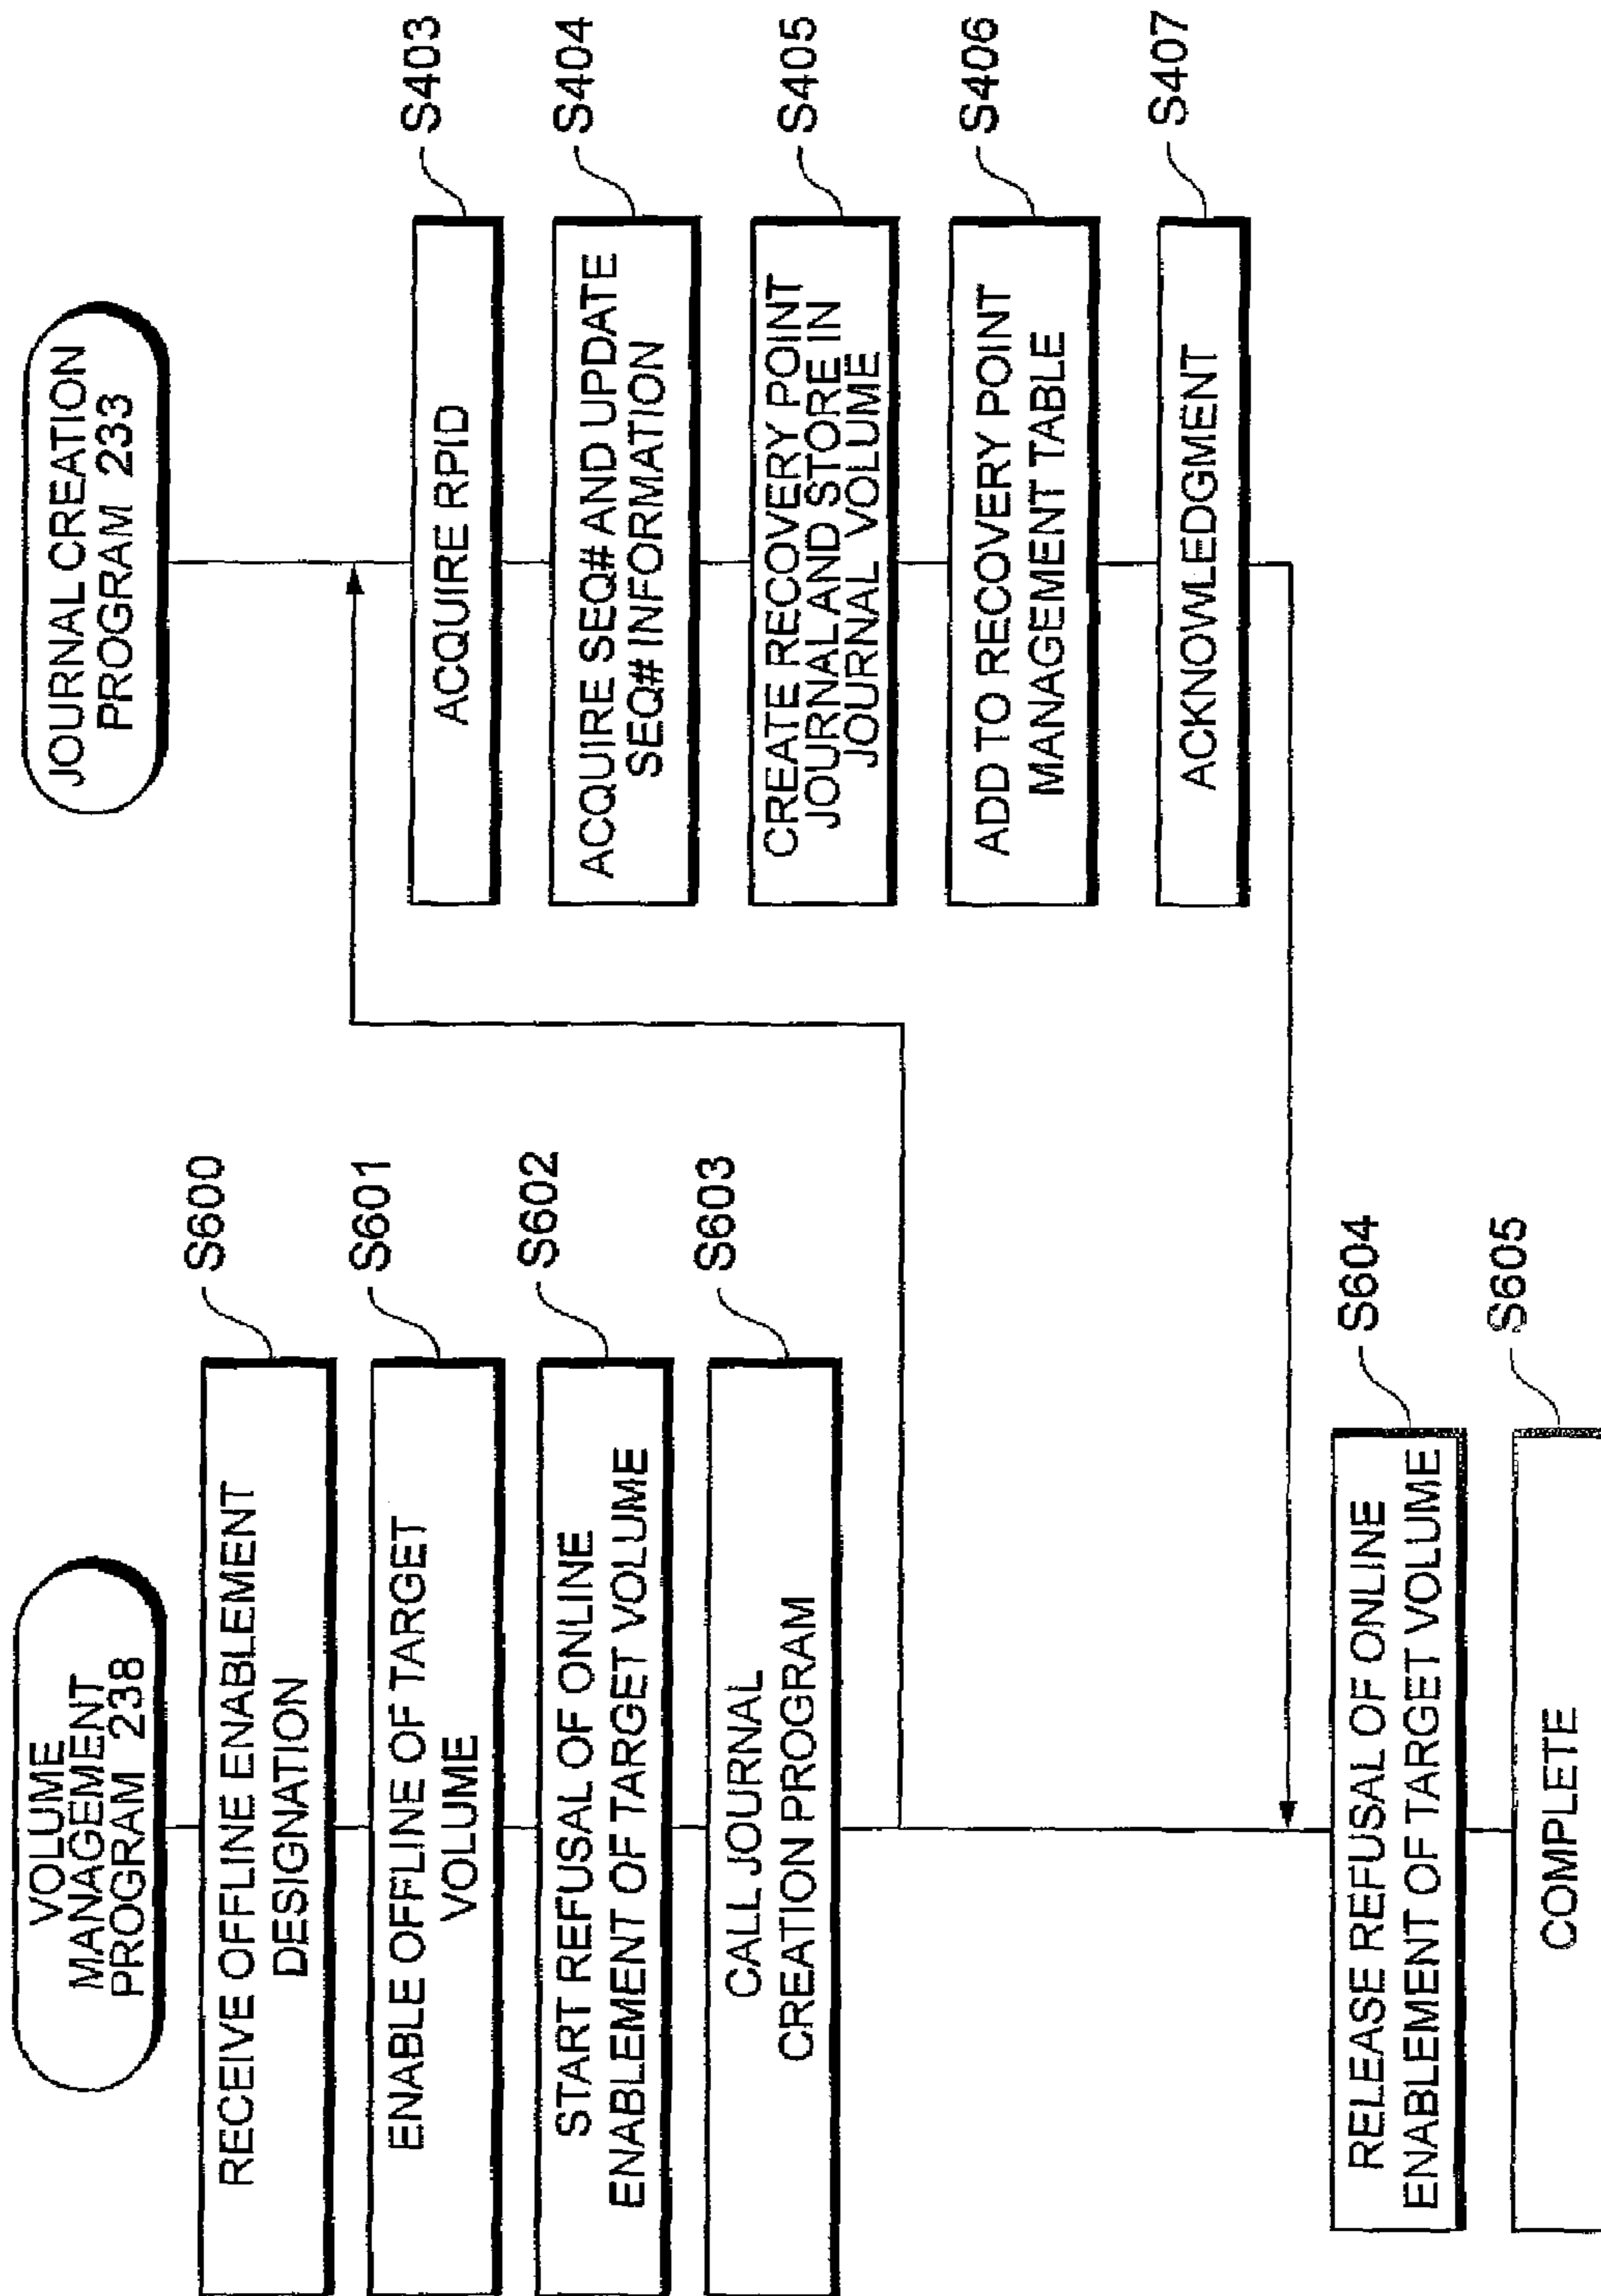 VOLUME
MANAGEMENT
PROGRAM 238
RECEIVE OFFLINE ENABLEMENT
DESIGNATION
S600
ENABLE OFFLINE OF TARGET
VOLUME
S601
START REFUSAL OF ONLINE
ENABLEMENT OF TARGET VOLUME
S602
CALL JOURNAL
CREATION PROGRAM
S603
RELEASE REFUSAL OF ONLINE
ENABLEMENT OF TARGET VOLUME
S604
COMPLETE
S605
JOURNAL CREATION
PROGRAM 233
ACQUIRE RPID
S403
ACQUIRE SEQ# AND UPDATE
SEQ# INFORMATION
S404
CREATE RECOVERY POINT
JOURNAL AND STORE IN
JOURNAL VOLUME
S405
ADD TO RECOVERY POINT
MANAGEMENT TABLE
S406
ACKNOWLEDGMENT
S407